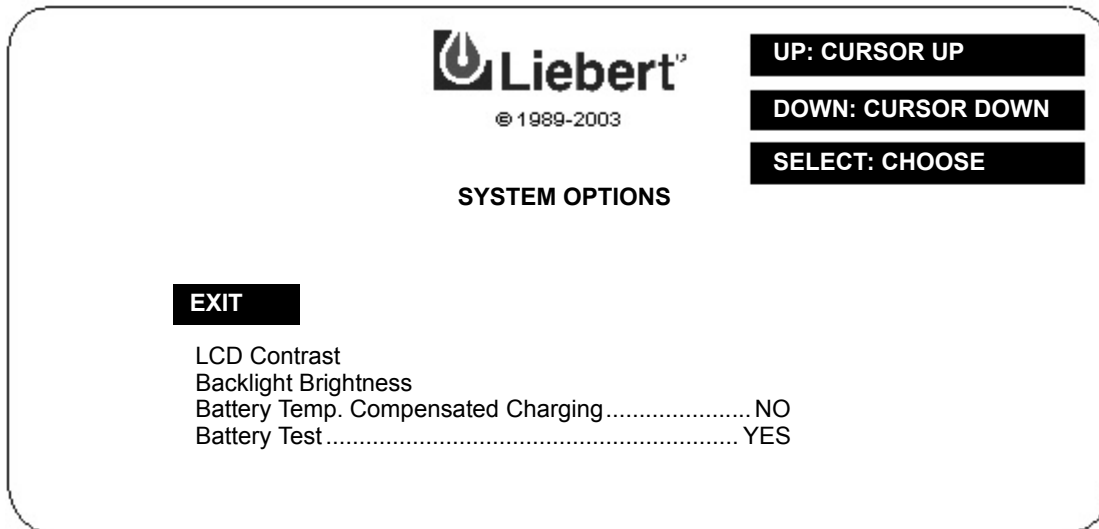 Liebert
© 1989-2003
UP: CURSOR UP
DOWN: CURSOR DOWN
SELECT: CHOOSE
SYSTEM OPTIONS
EXIT
LCD Contrast
Backlight Brightness
Battery Temp. Compensated Charging......................NO
Battery Test.......................................................... YES